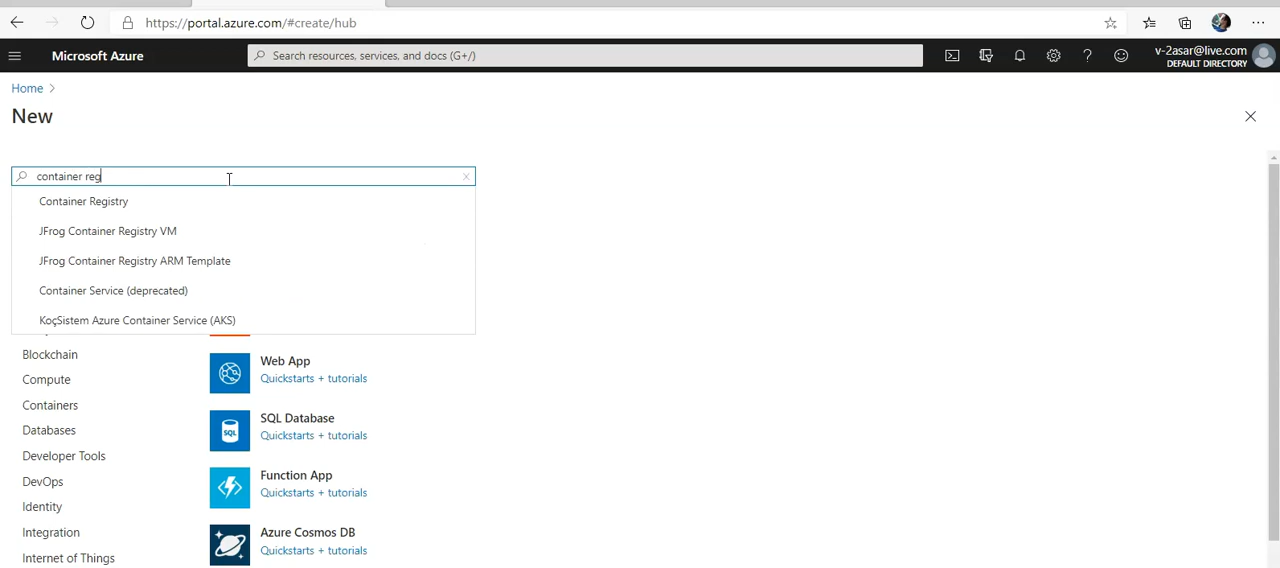 https://portal.azure.com/#create/hub
Microsoft Azure
Search resources, services, and docs (G+/)
v-2asar@live.com
DEFAULT DIRECTORY
Home >
New
container reg
Container Registry
JFrog Container Registry VM
JFrog Container Registry ARM Template
Container Service (deprecated)
KoçSistem Azure Container Service (AKS)
Blockchain
Web App
Quickstarts + tutorials
Compute
Containers
SQL Database
Databases
Quickstarts + tutorials
Developer Tools
Function App
DevOps
Quickstarts + tutorials
Identity
Integration
Azure Cosmos DB
Quickstarts + tutorials
Internet of Things
SQL